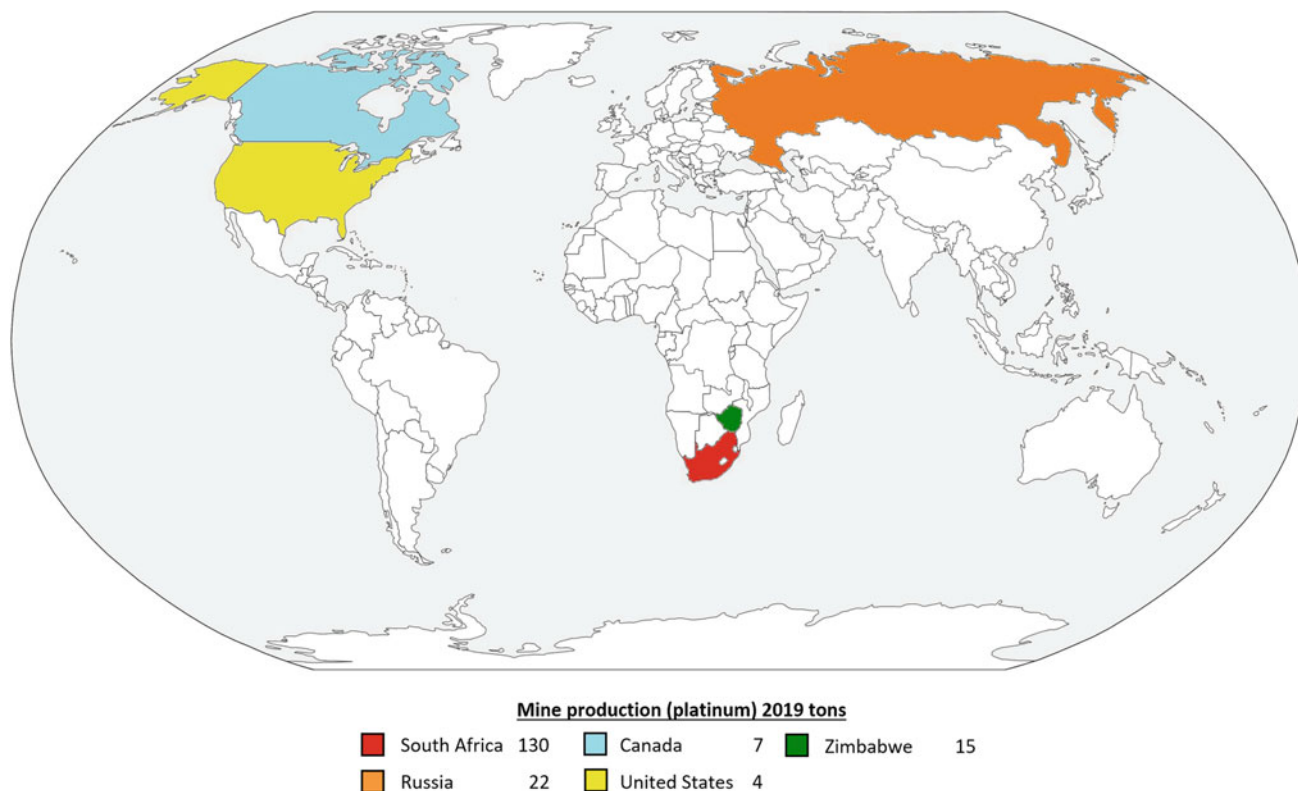 Mine production (platinum) 2019 tons
South Africa 130 Canada 7 Zimbabwe 15
Russia 22 United States 4